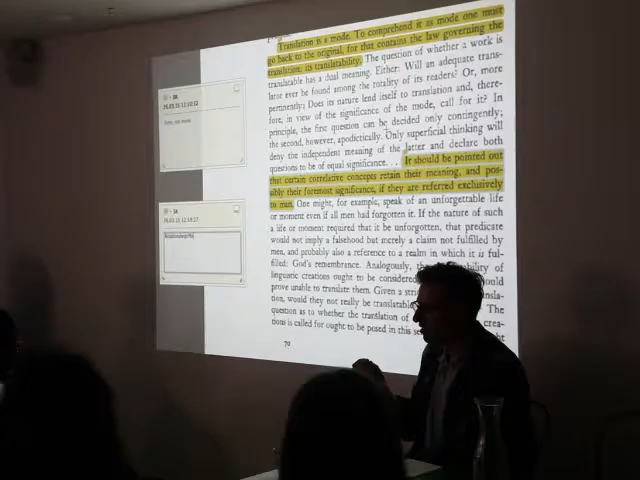 Translation is a mode. To comprehend it as mode one must
go back to the original, for that contains the law governing the
translation: its translatability. The question of whether a work is
translatable has a dual meaning. Either: Will an adequate trans-
lator ever be found among the totality of its readers? Or, more
pertinently: Does its nature lend itself to translation and, there-
fore, in view of the significance of the mode, call for it? In
principle, the first question can be decided only contingently;
the second, however, apodictically. Only superficial thinking will
deny the independent meaning of the latter and declare both
questions to be of equal significance. . . It should be pointed out
that certain correlative concepts retain their meaning, and pos-
sibly their foremost significance, if they are referred exclusively
to man. One might, for example, speak of an unforgettable life
or moment even if all men had forgotten it. If the nature of such
a life or moment required that it be unforgotten, that predicate
would not imply a falsehood but merely a claim not fulfilled by
men, and probably also a reference to a realm in which it is ful-
filled: God's remembrance. Analogously, the
linguistic creations ought to be considered
prove unable to translate them. Given a
tion, would they not really be translatable
question as to whether the translation of
tions is called for ought to be posed in this
70